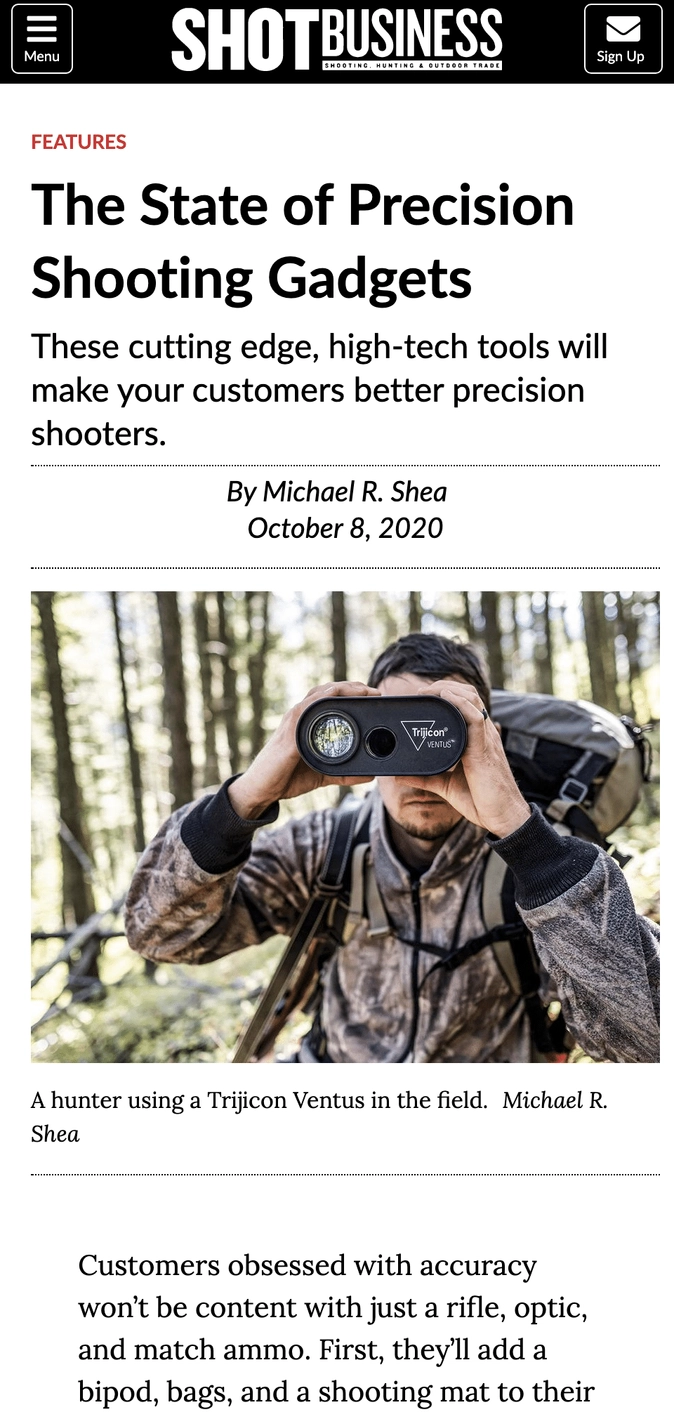 Menu
SHOTBUSINESS
SHOOTING, HUNTING & OUTDOOR TRADE
Sign Up
FEATURES
The State of Precision
Shooting Gadgets
These cutting edge, high-tech tools will
make your customers better precision
shooters.
By Michael R. Shea
October 8, 2020
Trijicon®
VENTUS™
A hunter using a Trijicon Ventus in the field. Michael R.
Shea
Customers obsessed with accuracy
won’t be content with just a rifle, optic,
and match ammo. First, they’ll add a
bipod, bags, and a shooting mat to their